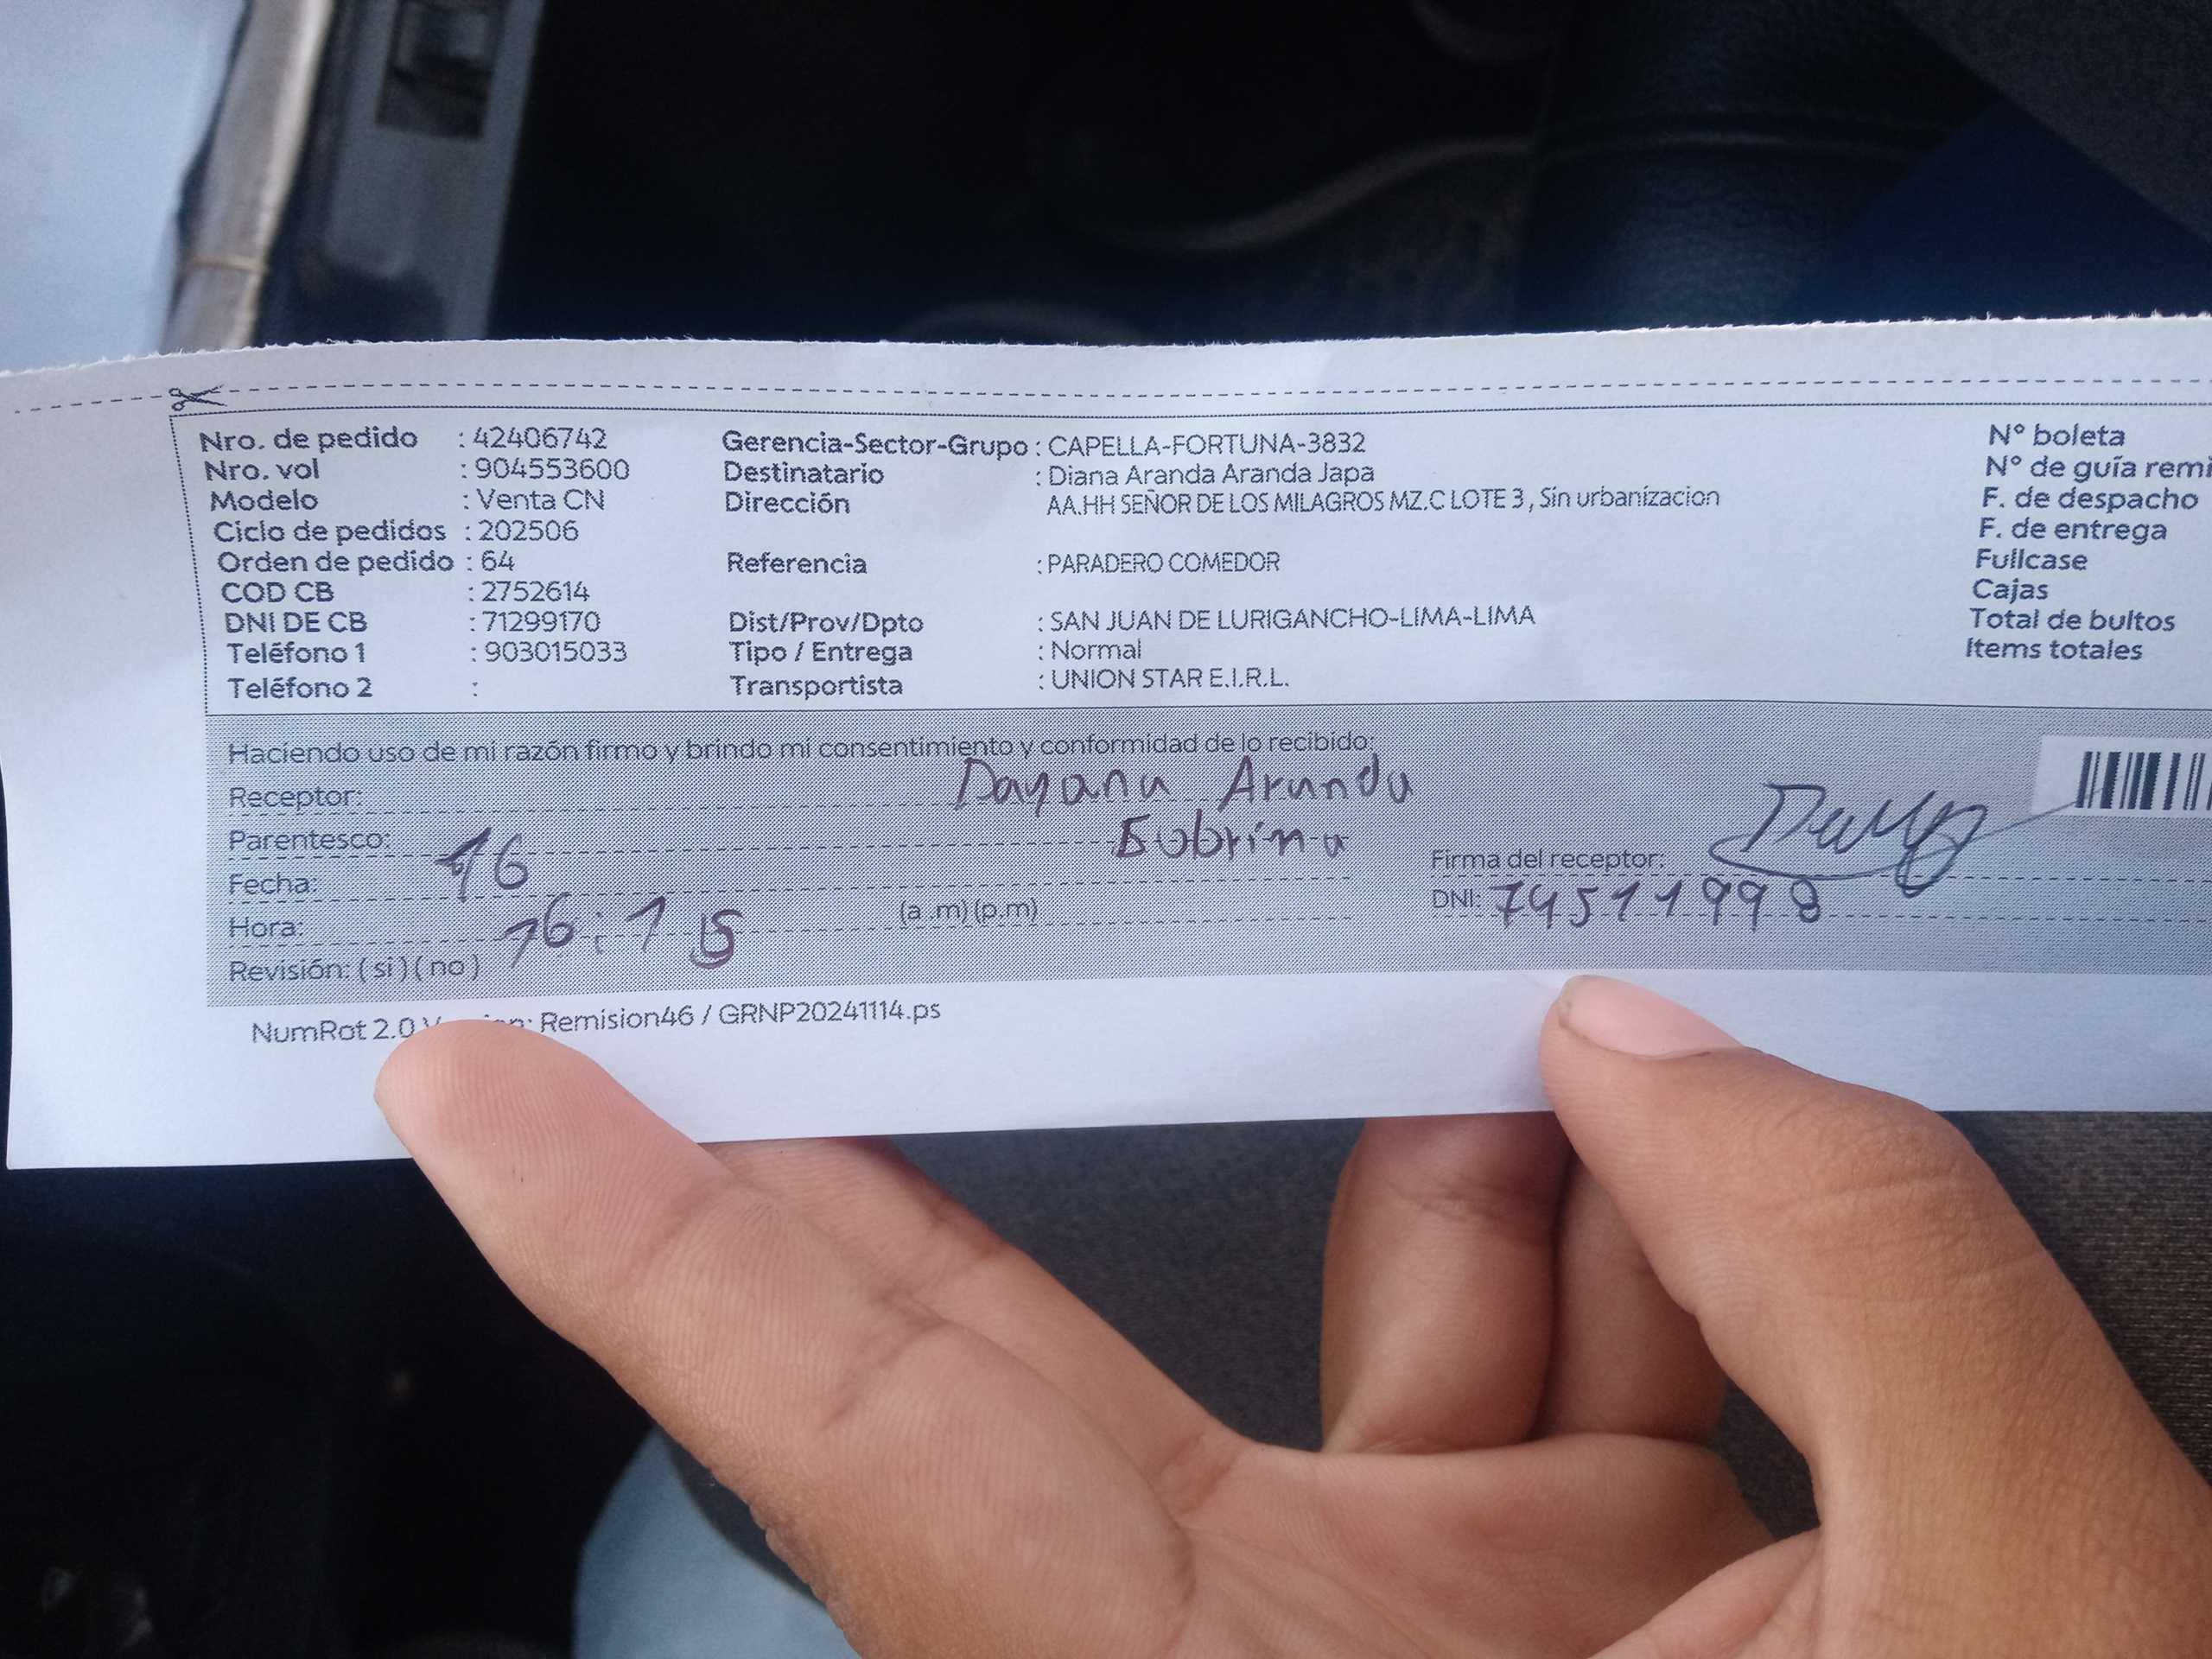 Nro. de pedido : 42406742 Gerencia-Sector-Grupo : CAPELLA-FORTUNA-3832 N° boleta
Nro. vol : 904553600 Destinatario : Diana Aranda Aranda Japa N° de guía remi
Modelo : Venta CN Dirección AA.HH SEÑOR DE LOS MILAGROS MZ.C LOTE 3 , Sin urbanizacion F. de despacho
Ciclo de pedidos : 202506 F. de entrega
Orden de pedido : 64 Referencia : PARADERO COMEDOR Fullcase
COD CB : 2752614 Cajas
DNI DE CB : 71299170 Dist/Prov/Dpto : SAN JUAN DE LURIGANCHO-LIMA-LIMA Total de bultos
Teléfono 1 : 903015033 Tipo / Entrega : Normal Items totales
Teléfono 2 : Transportista : UNION STAR E.I.R.L.
Haciendo uso de mi razón firmo y brindo mi consentimiento y conformidad de lo recibido:
Receptor: Dayana Aranda
Parentesco: Sobrina
Fecha: 16 Firma del receptor:
Hora: 16:15 (a .m) (p.m) DNI: 74511998
Revisión: ( si ) ( no )
NumRot 2.0 Remision46 / GRNP20241114.ps